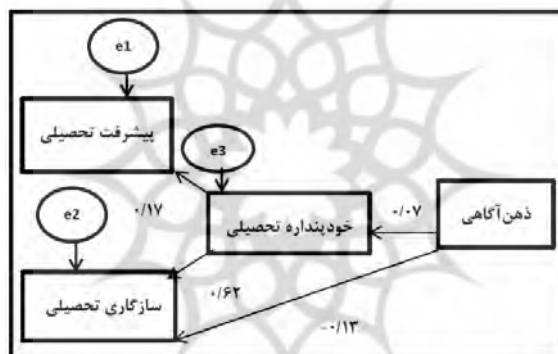 e1
پیشرفت تحصیلی
e3
۰/۱۷
e2
خودپنداره تحصیلی
۰/۰۷
ذهن آگاهی
سازگاری تحصیلی
۰/۶۲
-۰/۱۳